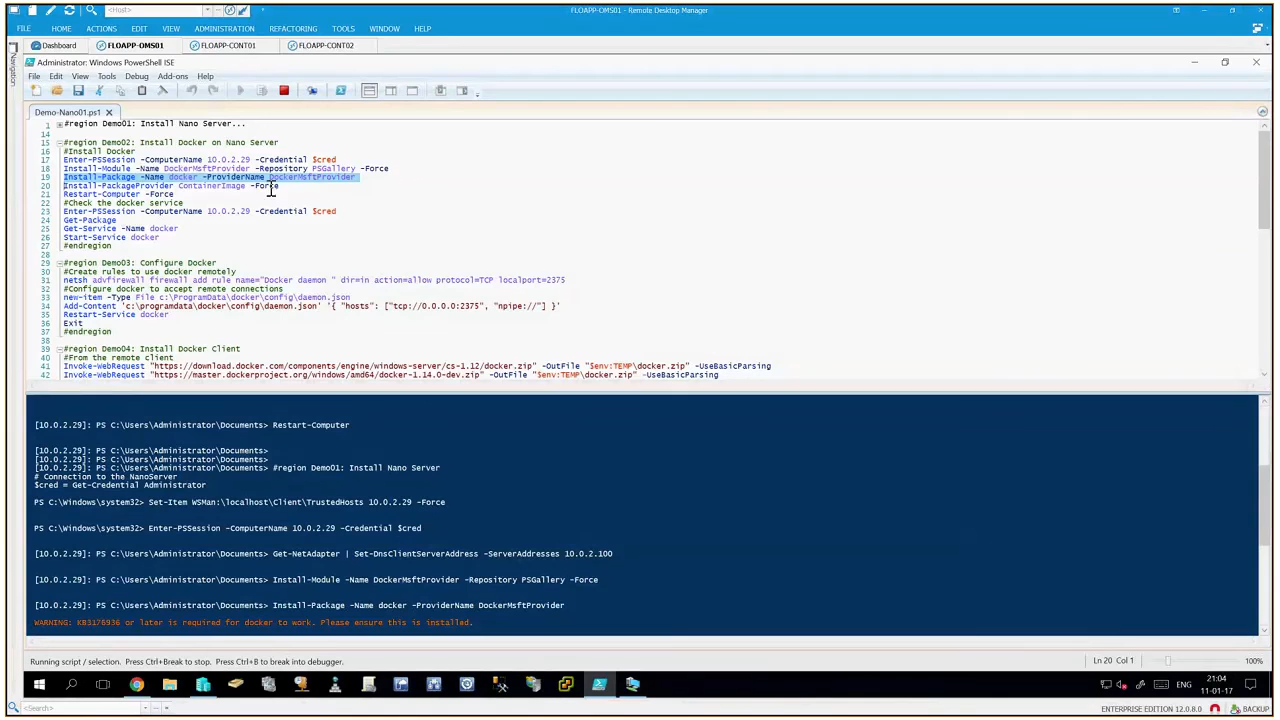 <Host>
FLOAPP-OMS01 - Remote Desktop Manager
FILE HOME ACTIONS EDIT VIEW ADMINISTRATION REFACTORING TOOLS WINDOW HELP
Dashboard FLOAPP-OMS01 FLOAPP-CONT01 FLOAPP-CONT02
Navigation
Administrator: Windows PowerShell ISE
File Edit View Tools Debug Add-ons Help
Demo-Nano01.ps1
1 #region Demo01: Install Nano Server...
14
15 #region Demo02: Install Docker on Nano Server
16 #Install Docker
17 Enter-PSSession -ComputerName 10.0.2.29 -Credential $cred
18 Install-Module -Name DockerMsftProvider -Repository PSGallery -Force
19 Install-Package -Name docker -ProviderName DockerMsftProvider
20 Install-PackageProvider ContainerImage -Force
21 Restart-Computer -Force
22 #Check the docker service
23 Enter-PSSession -ComputerName 10.0.2.29 -Credential $cred
24 Get-Package
25 Get-Service -Name docker
26 Start-Service docker
27 #endregion
28
29 #region Demo03: Configure Docker
30 #Create rules to use docker remotely
31 netsh advfirewall firewall add rule name="Docker daemon " dir=in action=allow protocol=TCP localport=2375
32 #Configure docker to accept remote connections
33 new-item -Type File c:\ProgramData\docker\config\daemon.json
34 Add-Content 'c:\programdata\docker\config\daemon.json' '{ "hosts": ["tcp://0.0.0.0:2375", "npipe://"] }'
35 Restart-Service docker
36 Exit
37 #endregion
38
39 #region Demo04: Install Docker Client
40 #From the remote client
41 Invoke-WebRequest "https://download.docker.com/components/engine/windows-server/cs-1.12/docker.zip" -OutFile "$env:TEMP\docker.zip" -UseBasicParsing
42 Invoke-WebRequest "https://master.dockerproject.org/windows/amd64/docker-1.14.0-dev.zip" -OutFile "$env:TEMP\docker.zip" -UseBasicParsing
[10.0.2.29]: PS C:\Users\Administrator\Documents> Restart-Computer
[10.0.2.29]: PS C:\Users\Administrator\Documents>
[10.0.2.29]: PS C:\Users\Administrator\Documents>
[10.0.2.29]: PS C:\Users\Administrator\Documents> #region Demo01: Install Nano Server
# Connection to the NanoServer
$cred = Get-Credential Administrator
PS C:\Windows\system32> Set-Item WSMan:\localhost\Client\TrustedHosts 10.0.2.29 -Force
PS C:\Windows\system32> Enter-PSSession -ComputerName 10.0.2.29 -Credential $cred
[10.0.2.29]: PS C:\Users\Administrator\Documents> Get-NetAdapter | Set-DnsClientServerAddress -ServerAddresses 10.0.2.100
[10.0.2.29]: PS C:\Users\Administrator\Documents> Install-Module -Name DockerMsftProvider -Repository PSGallery -Force
[10.0.2.29]: PS C:\Users\Administrator\Documents> Install-Package -Name docker -ProviderName DockerMsftProvider
WARNING: KB3176936 or later is required for docker to work. Please ensure this is installed.
Running script / selection. Press Ctrl+Break to stop. Press Ctrl+B to break into debugger.
Ln 20 Col 1 100%
ENG
21:04
11-01-17
<Search>
ENTERPRISE EDITION 12.0.8.0 BACKUP